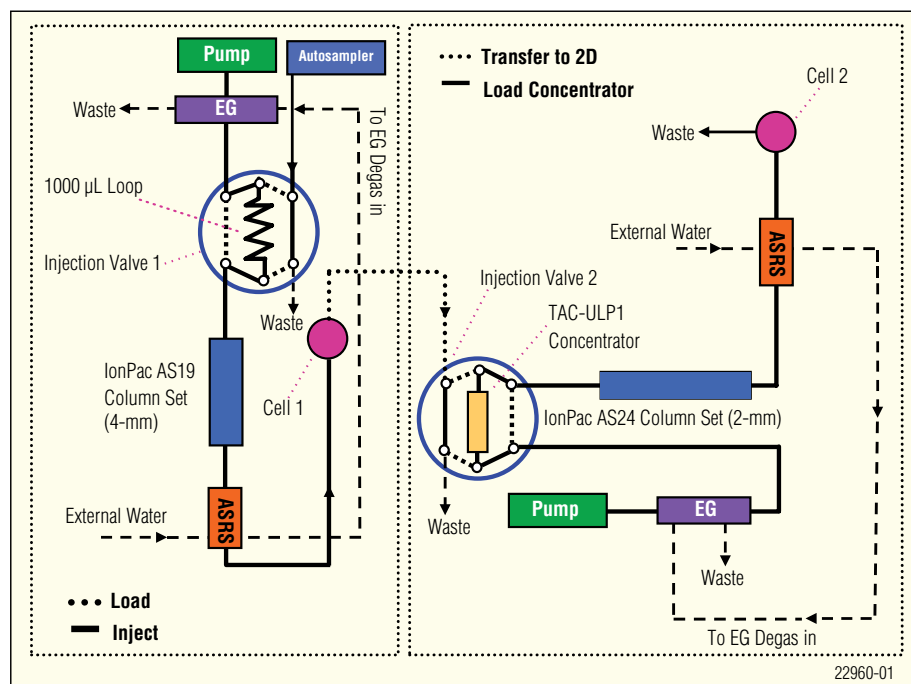 Pump
Autosampler
Waste
EG
To EG Degas in
1000 µL Loop
Injection Valve 1
Waste
IonPac AS19
Column Set
(4-mm)
Cell 1
External Water
ASRS
Load
Inject
Transfer to 2D
Load Concentrator
Cell 2
Waste
External Water
ASRS
Injection Valve 2
TAC-ULP1
Concentrator
IonPac AS24 Column Set (2-mm)
Waste
Pump
EG
Waste
To EG Degas in
22960-01